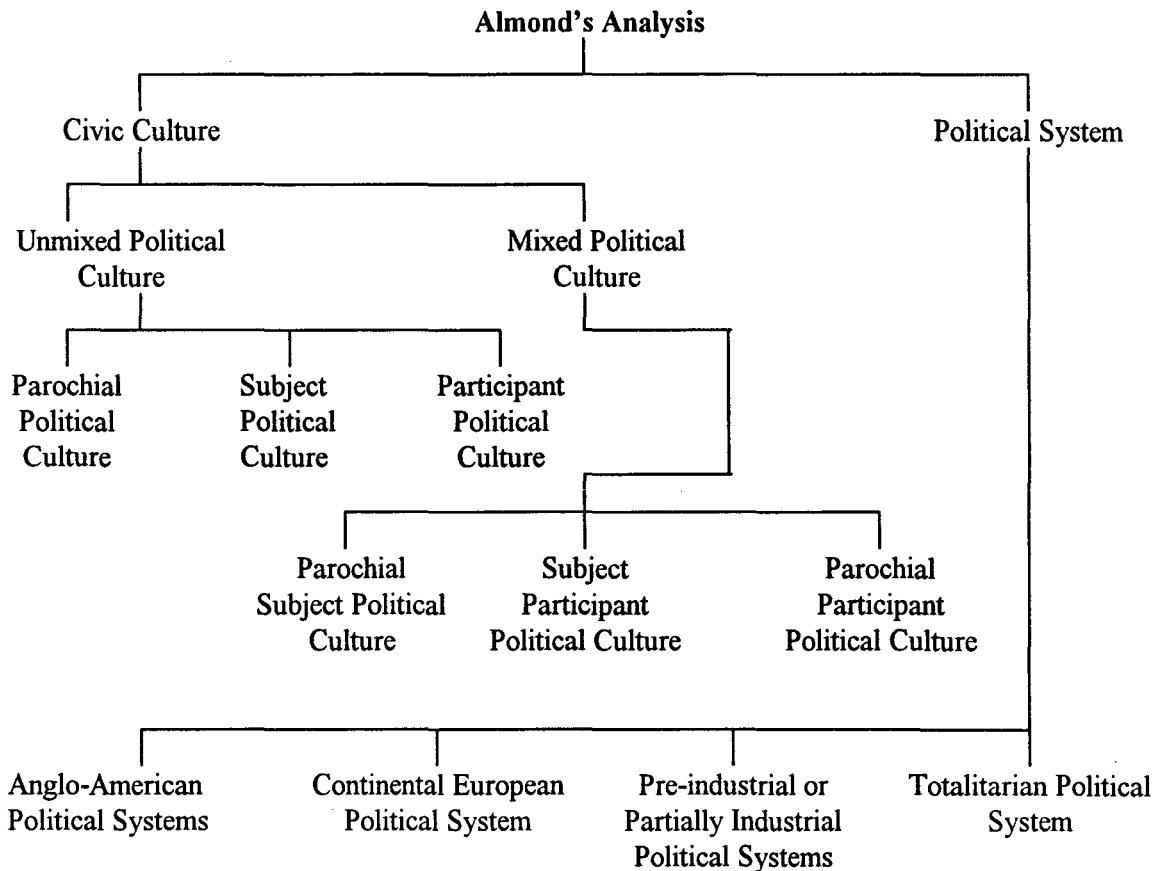 Almond's Analysis
Civic Culture
Political System
Unmixed Political
Culture
Mixed Political
Culture
Parochial
Political
Culture
Subject
Political
Culture
Participant
Political
Culture
Parochial
Subject Political
Culture
Subject
Participant
Political Culture
Parochial
Participant
Political Culture
Anglo-American
Political Systems
Continental European
Political System
Pre-industrial or
Partially Industrial
Political Systems
Totalitarian Political
System